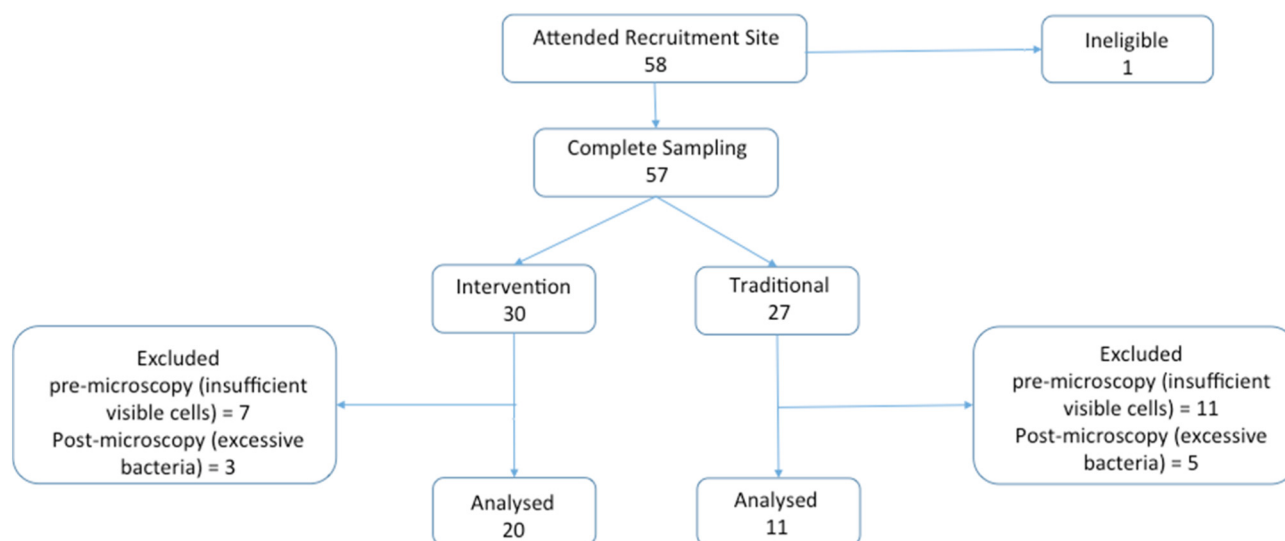 Attended Recruitment Site
58
Ineligible
1
Complete Sampling
57
Intervention
30
Traditional
27
Excluded
pre-microscopy (insufficient
visible cells) = 7
Post-microscopy (excessive
bacteria) = 3
Excluded
pre-microscopy (insufficient
visible cells) = 11
Post-microscopy (excessive
bacteria) = 5
Analysed
20
Analysed
11